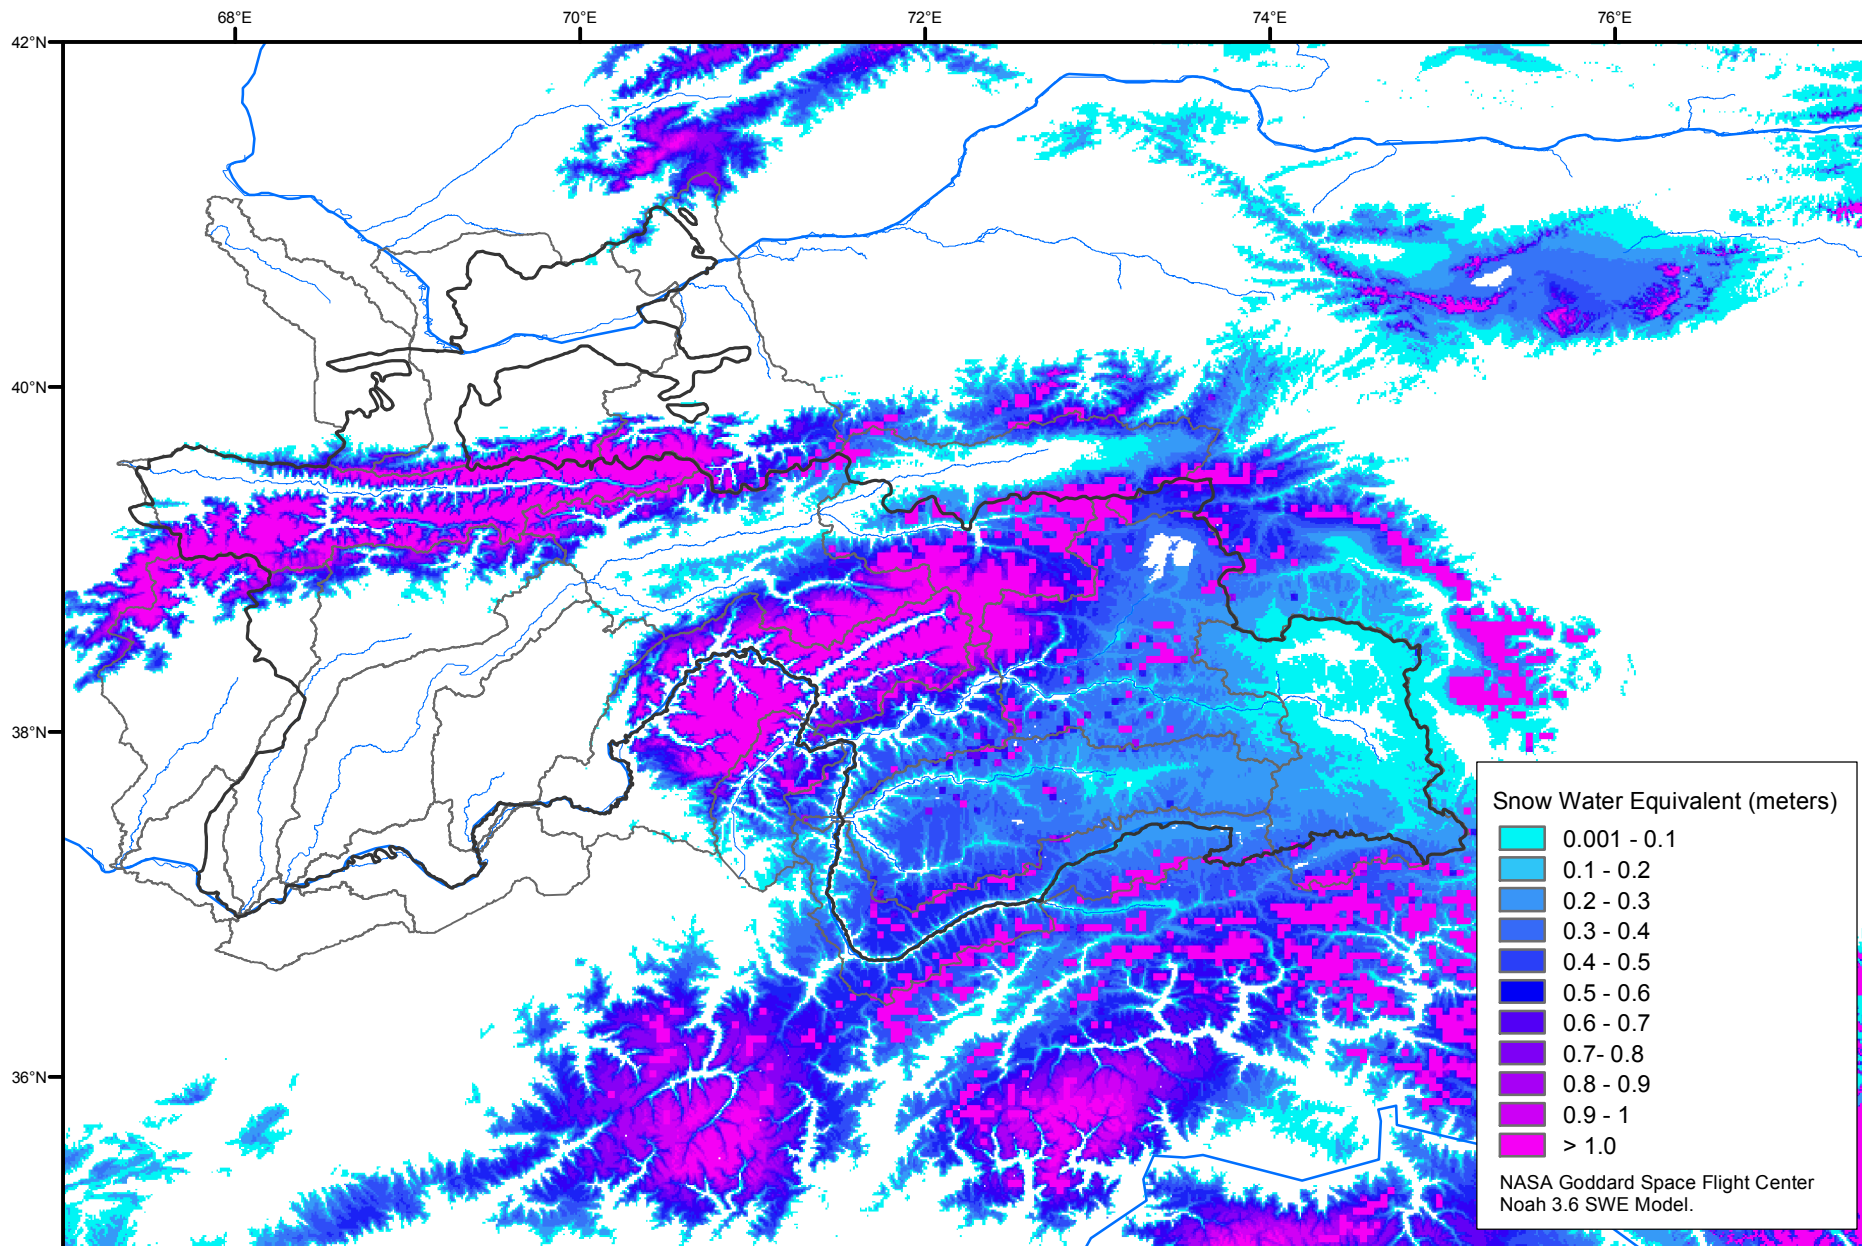 68°E
70°E
72°E
74°E
76°E
42°N
40°N
38°N
36°N
Snow Water Equivalent (meters)
0.001 - 0.1
0.1 - 0.2
0.2 - 0.3
0.3 - 0.4
0.4 - 0.5
0.5 - 0.6
0.6 - 0.7
0.7- 0.8
0.8 - 0.9
0.9 - 1
> 1.0
NASA Goddard Space Flight Center
Noah 3.6 SWE Model.